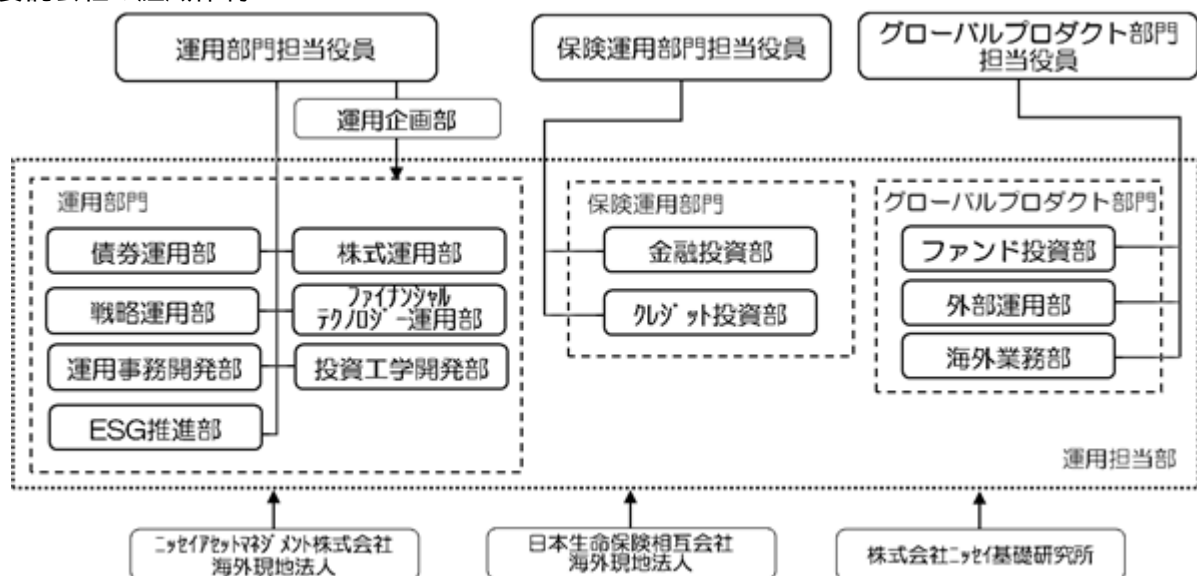 運用部門担当役員
保険運用部門担当役員
グローバルプロダクト部門
担当役員
運用企画部
運用部門
債券運用部
株式運用部
戦略運用部
ファイナンシャル
テクノロジー運用部
運用事務開発部
投資工学開発部
ESG推進部
保険運用部門
金融投資部
クレジット投資部
グローバルプロダクト部門
ファンド投資部
外部運用部
海外業務部
運用担当部
ニッセイアセットマネジメント株式会社
海外現地法人
日本生命保険相互会社
海外現地法人
株式会社ニッセイ基礎研究所